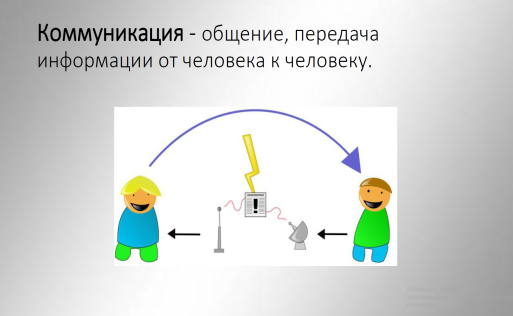 Коммуникация - общение, передача
информации от человека к человеку.
!